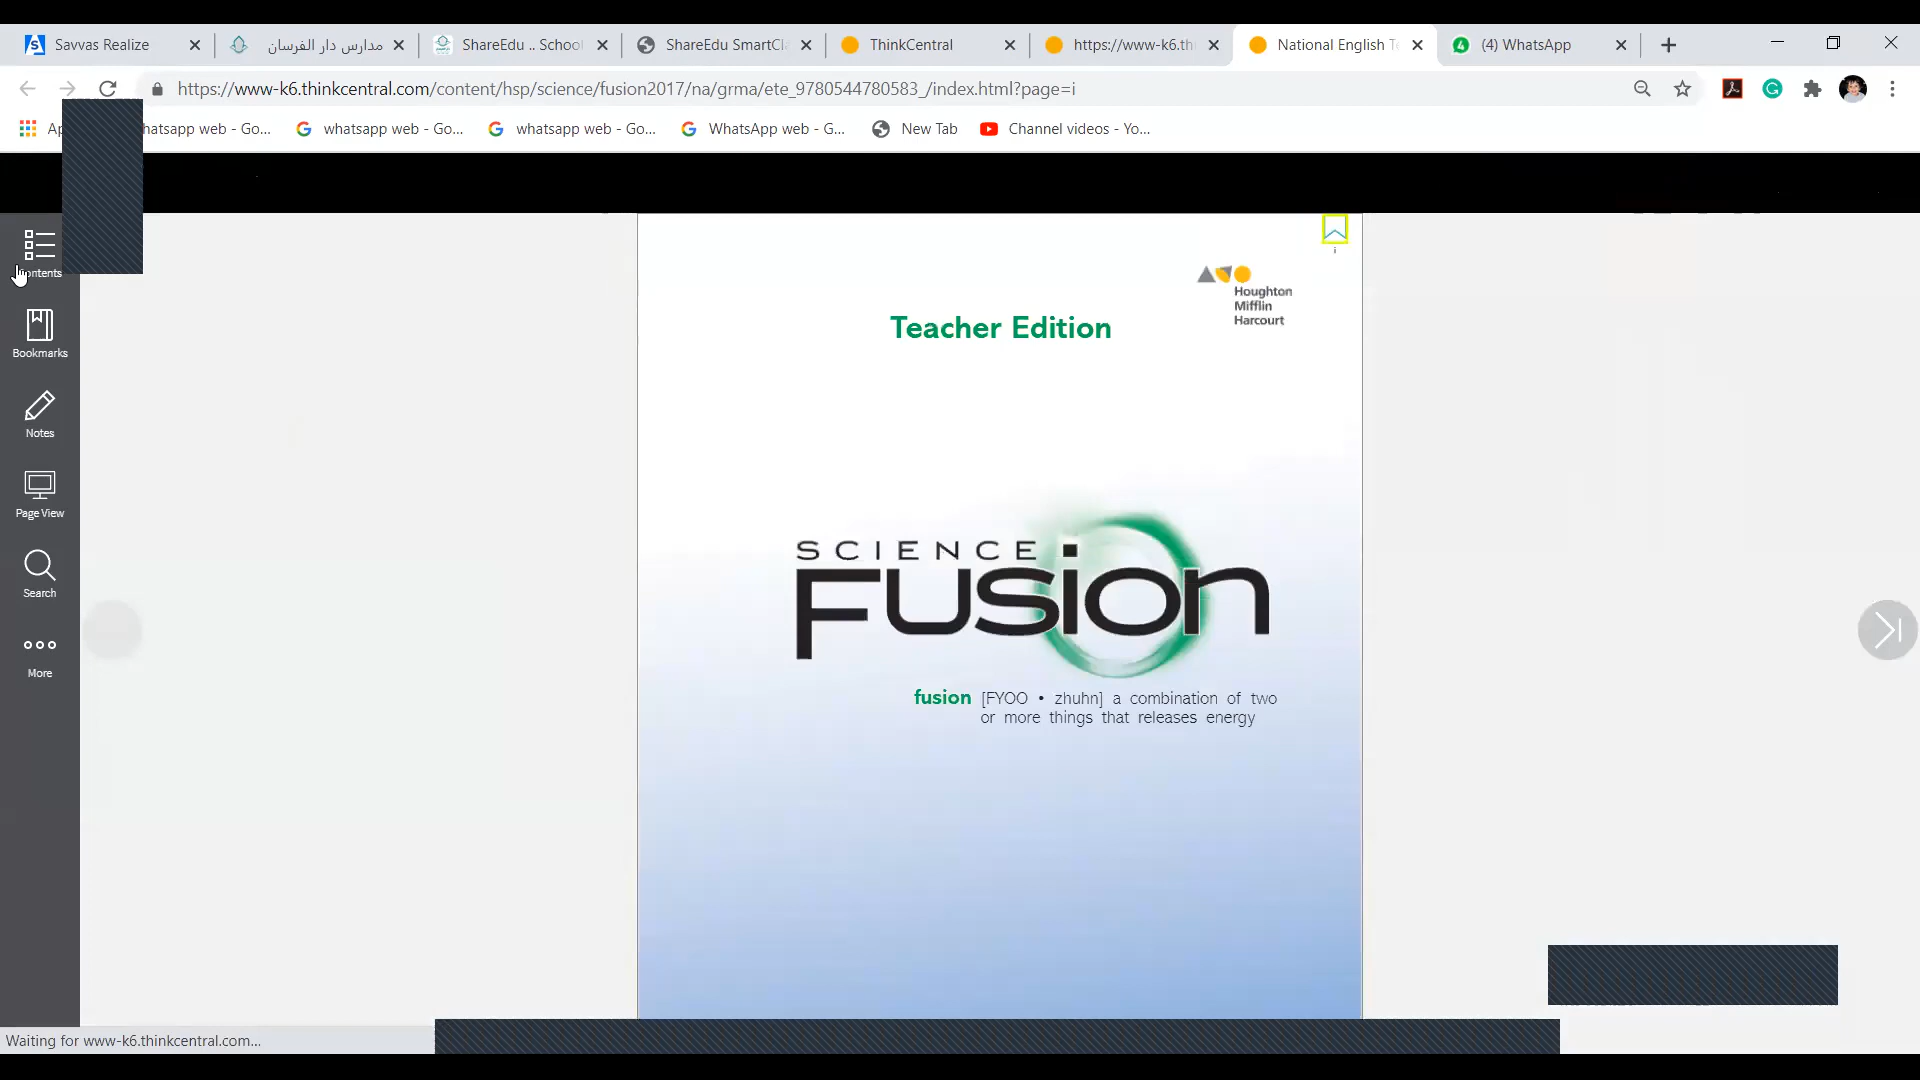 Savvas Realize
مدارس دار الفرسان
ShareEdu .. School
ShareEdu SmartCl
ThinkCentral
https://www-k6.th
National English T
(4) WhatsApp
https://www-k6.thinkcentral.com/content/hsp/science/fusion2017/na/grma/ete_9780544780583_/index.html?page=i
hatsapp web - Go...
whatsapp web - Go...
whatsapp web - Go...
WhatsApp web - G...
New Tab
Channel videos - Yo...
ontents
Bookmarks
Notes
Page View
Search
More
i
Houghton
Mifflin
Harcourt
Teacher Edition
SCIENCE
FUSION
fusion [FYOO • zhuhn] a combination of two
or more things that releases energy
Waiting for www-k6.thinkcentral.com...